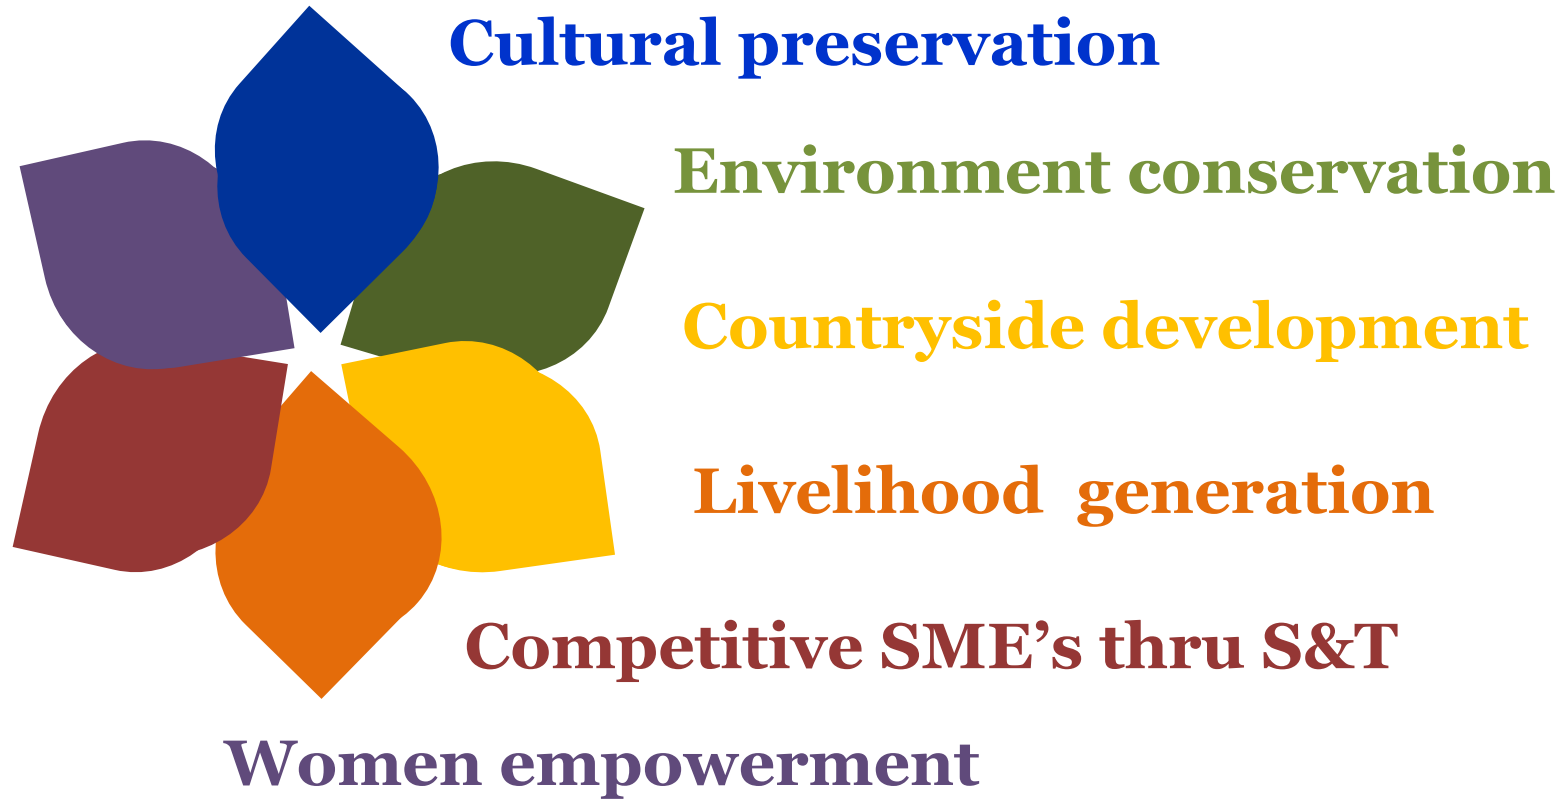 Cultural preservation
Environment conservation
Countryside development
Livelihood  generation
Competitive SME’s thru S&T
Women empowerment